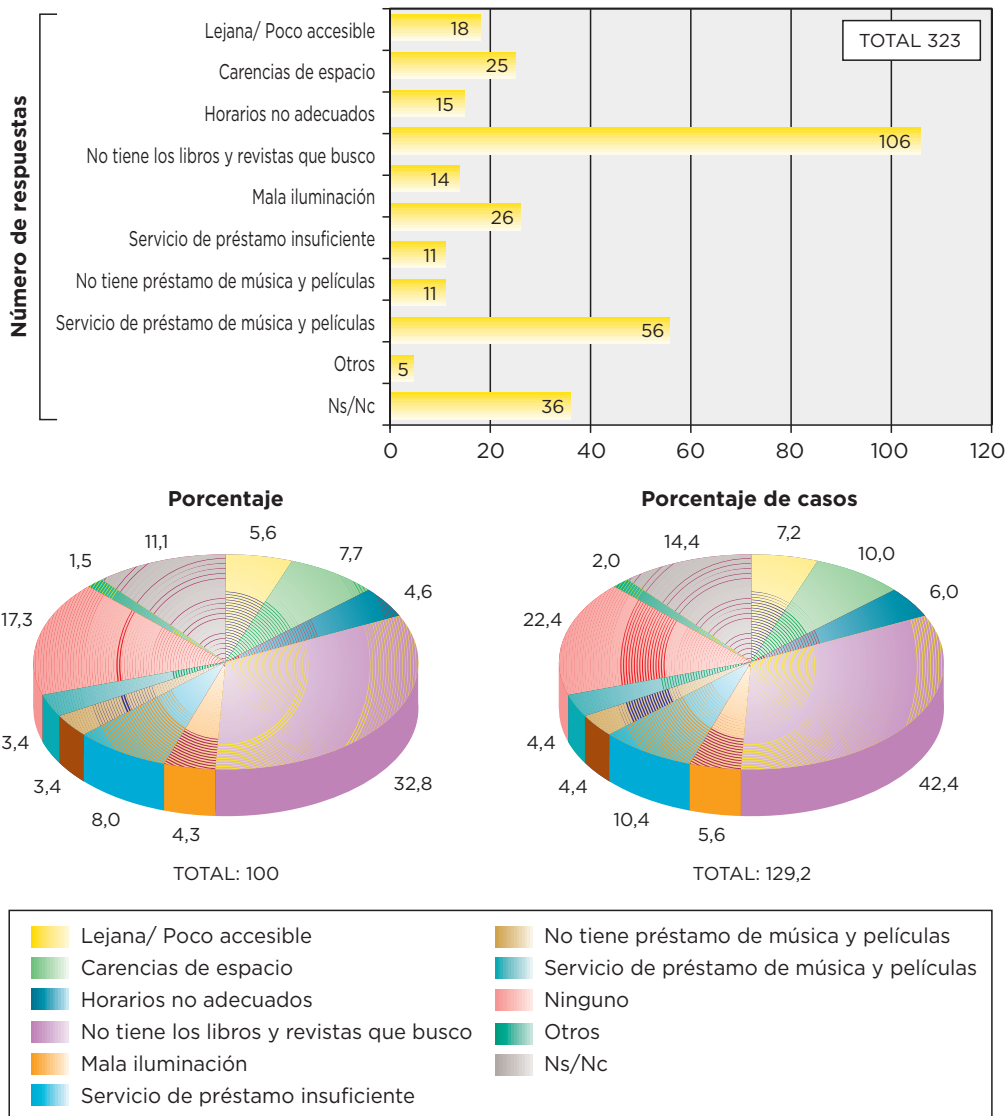 Número de respuestas
Lejana/ Poco accesible
Carencias de espacio
Horarios no adecuados
No tiene los libros y revistas que busco
Mala iluminación
Servicio de préstamo insuficiente
No tiene préstamo de música y películas
Servicio de préstamo de música y películas
Otros
Ns/Nc
TOTAL 323
18
25
15
106
14
26
11
11
56
5
36
0 20 40 60 80 100 120
Porcentaje
5,6
7,7
4,6
32,8
4,3
8,0
3,4
3,4
17,3
1,5
11,1
TOTAL: 100
Porcentaje de casos
7,2
10,0
6,0
42,4
5,6
10,4
4,4
4,4
22,4
2,0
14,4
TOTAL: 129,2
Lejana/ Poco accesible
Carencias de espacio
Horarios no adecuados
No tiene los libros y revistas que busco
Mala iluminación
Servicio de préstamo insuficiente
No tiene préstamo de música y películas
Servicio de préstamo de música y películas
Ninguno
Otros
Ns/Nc